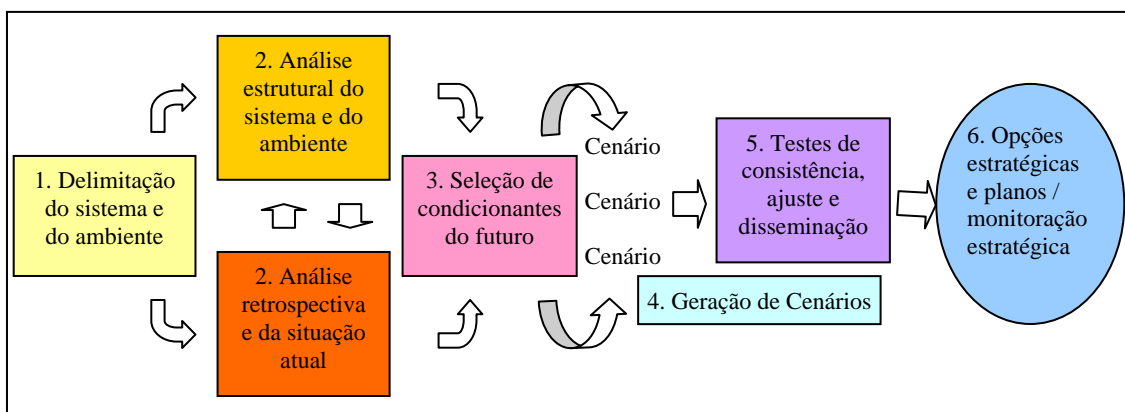 1. Delimitação
do sistema e
do ambiente
2. Análise
estrutural do
sistema e do
ambiente
2. Análise
retrospectiva
e da situação
atual
3. Seleção de
condicionantes
do futuro
Cenário
Cenário
Cenário
4. Geração de Cenários
5. Testes de
consistência,
ajuste e
disseminação
6. Opções
estratégicas
e planos /
monitoração
estratégica